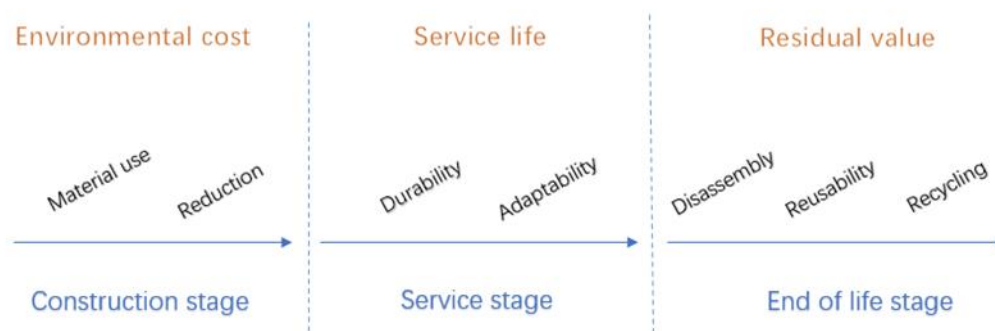 Environmental cost
Service life
Residual value
Material use
Reduction
Durability
Adaptability
Disassembly
Reusability
Recycling
Construction stage
Service stage
End of life stage